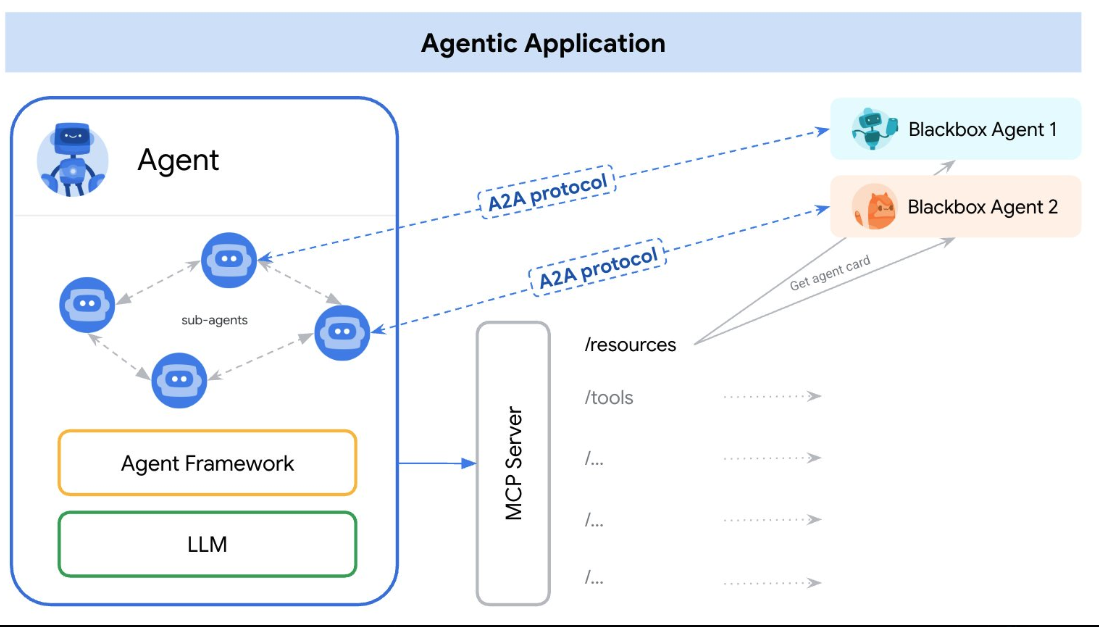 Agentic Application
Agent
Blackbox Agent 1
A2A protocol
Blackbox Agent 2
A2A protocol
Get agent card
sub-agents
/resources
/tools
MCP Server
Agent Framework
/...
/...
LLM
/...